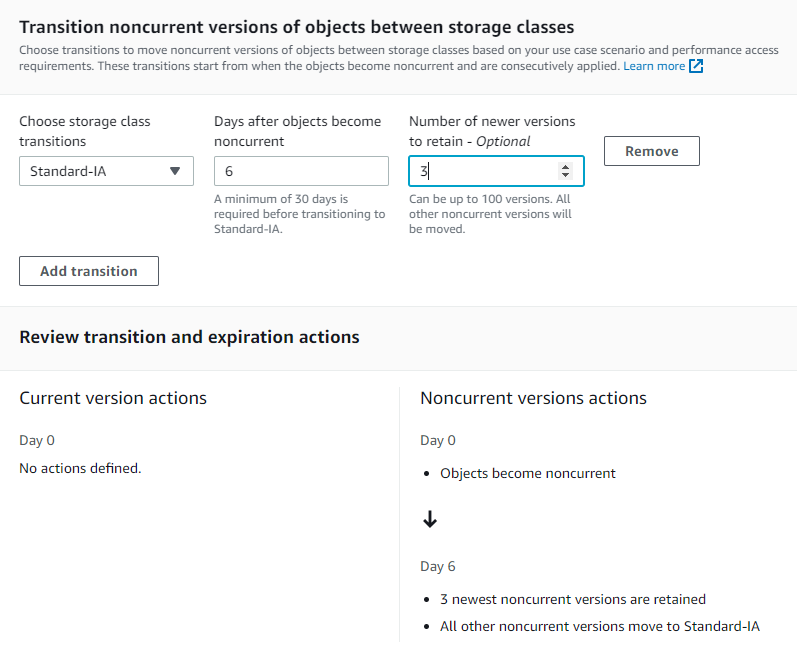 Transition noncurrent versions of objects between storage classes
Choose transitions to move noncurrent versions of objects between storage classes based on your use case scenario and performance access
requirements. These transitions start from when the objects become noncurrent and are consecutively applied. Learn more
Choose storage class
transitions
Standard-IA
Days after objects become
noncurrent
6
A minimum of 30 days is
required before transitioning to
Standard-IA.
Number of newer versions
to retain - Optional
3
Can be up to 100 versions. All
other noncurrent versions will
be moved.
Remove
Add transition
Review transition and expiration actions
Current version actions
Day 0
No actions defined.
Noncurrent versions actions
Day 0
• Objects become noncurrent
Day 6
• 3 newest noncurrent versions are retained
• All other noncurrent versions move to Standard-IA